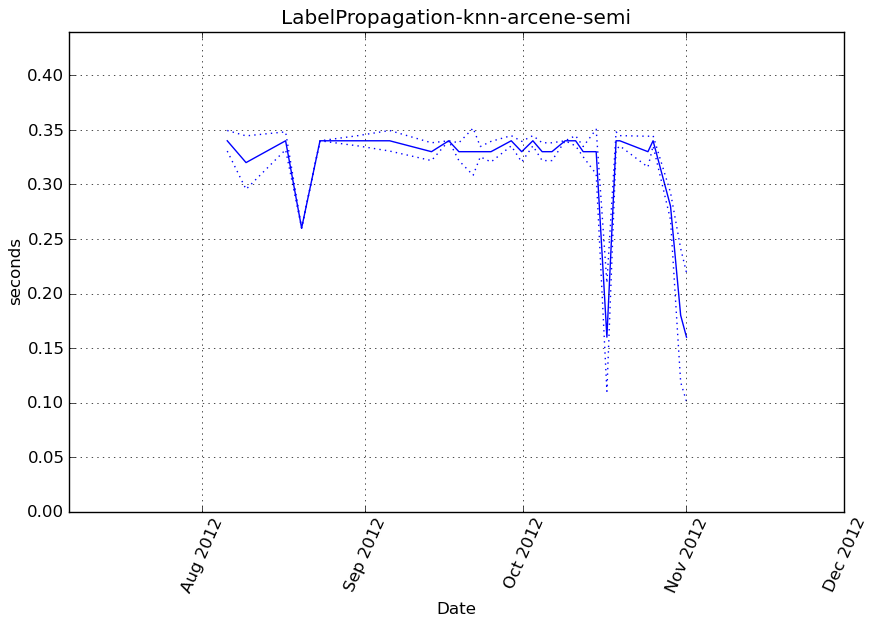 LabelPropagation-knn-arcene-semi
0.40
0.35
0.30
0.25
0.20
0.15
0.10
0.05
0.00
seconds
Aug 2012
Sep 2012
Oct 2012
Nov 2012
Dec 2012
Date